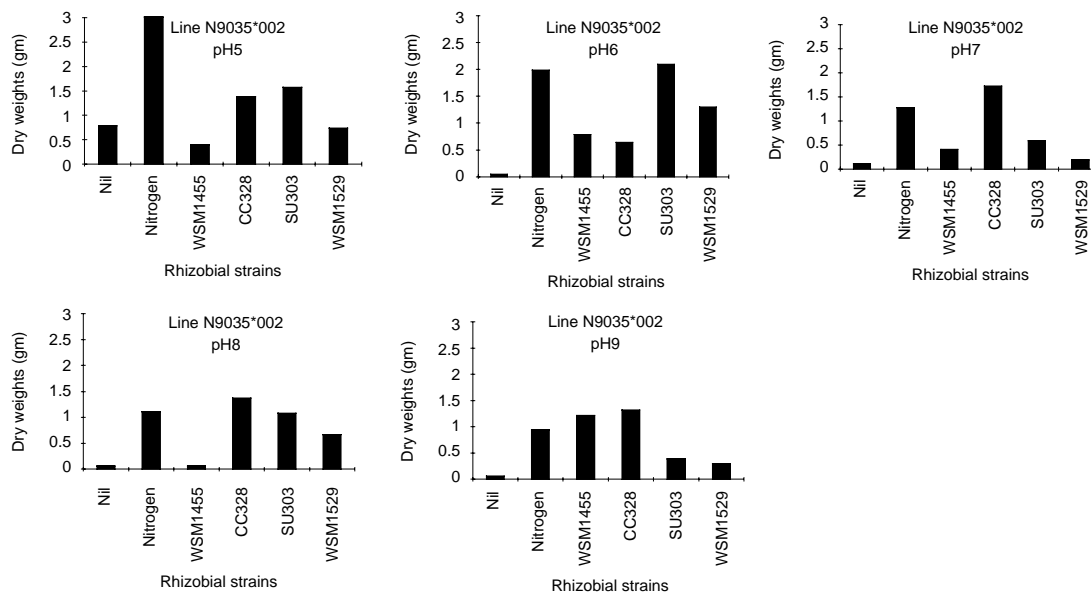 Line N9035*002
pH5
Dry weights (gm)
3
2.5
2
1.5
1
0.5
0
Nil
Nitrogen
WSM1455
CC328
SU303
WSM1529
Rhizobial strains
Line N9035*002
pH6
Dry weights (gm)
3
2.5
2
1.5
1
0.5
0
Nil
Nitrogen
WSM1455
CC328
SU303
WSM1529
Rhizobial strains
Line N9035*002
pH7
Dry weights (gm)
3
2.5
2
1.5
1
0.5
0
Nil
Nitrogen
WSM1455
CC328
SU303
WSM1529
Rhizobial strains
Line N9035*002
pH8
Dry weights (gm)
3
2.5
2
1.5
1
0.5
0
Nil
Nitrogen
WSM1455
CC328
SU303
WSM1529
Rhizobial strains
Line N9035*002
pH9
Dry weights (gm)
3
2.5
2
1.5
1
0.5
0
Nil
Nitrogen
WSM1455
CC328
SU303
WSM1529
Rhizobial strains